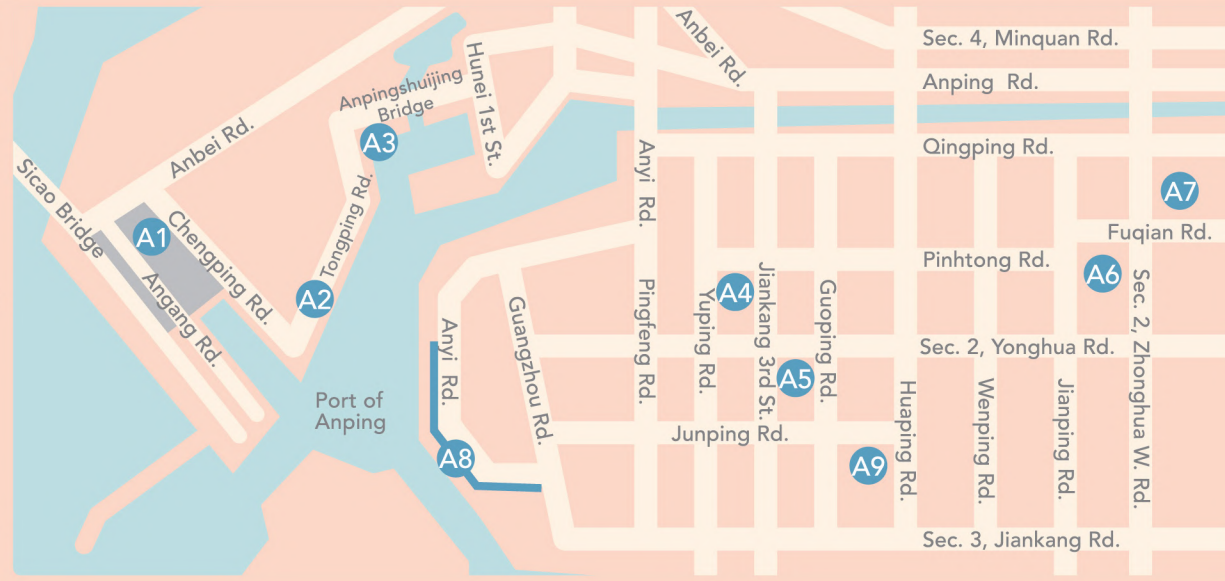 Anbei Rd.
Sec. 4, Minquan Rd.
Anping Rd.
Hunei 1st St.
Anpingshuijing
Bridge
A3
Anbei Rd.
Qingping Rd.
Anyi Rd.
Sicao Bridge
A1
Chengping Rd.
Tongping Rd.
A7
Fuqian Rd.
Angang Rd.
A2
Pinhtong Rd.
A6
A4
Pingfeng Rd.
Yuping Rd.
Jiankang 3rd St.
Guoping Rd.
Sec. 2, Zhonghua W. Rd.
Guangzhou Rd.
Anyi Rd.
Sec. 2, Yonghua Rd.
A5
Port of
Anping
Junping Rd.
Huaping Rd.
Wenping Rd.
Jianping Rd.
A8
A9
Sec. 3, Jiankang Rd.